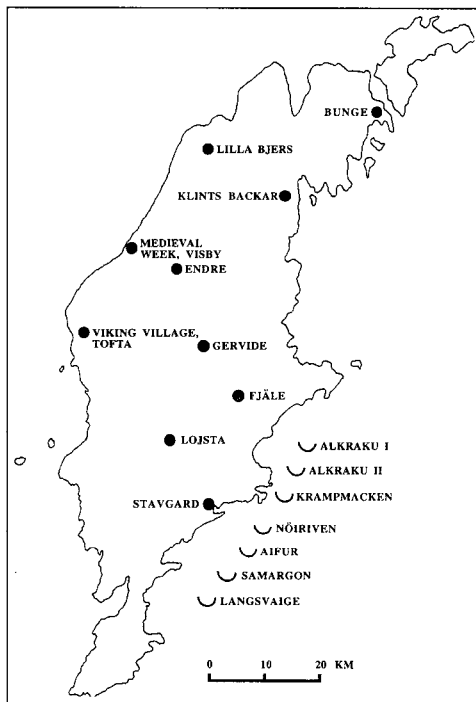 BUNGE
LILLA BJERS
KLINTS BACKAR
MEDIEVAL
WEEK, VISBY
ENDRE
VIKING VILLAGE,
TOFTA
GERVIDE
FJÄLE
LOJSTA
ALKRAKU I
ALKRAKU II
KRAMPMACKEN
STAVGARD
NÖIRIVEN
AIFUR
SAMARGON
LANGSVAIGE
0 10 20 KM